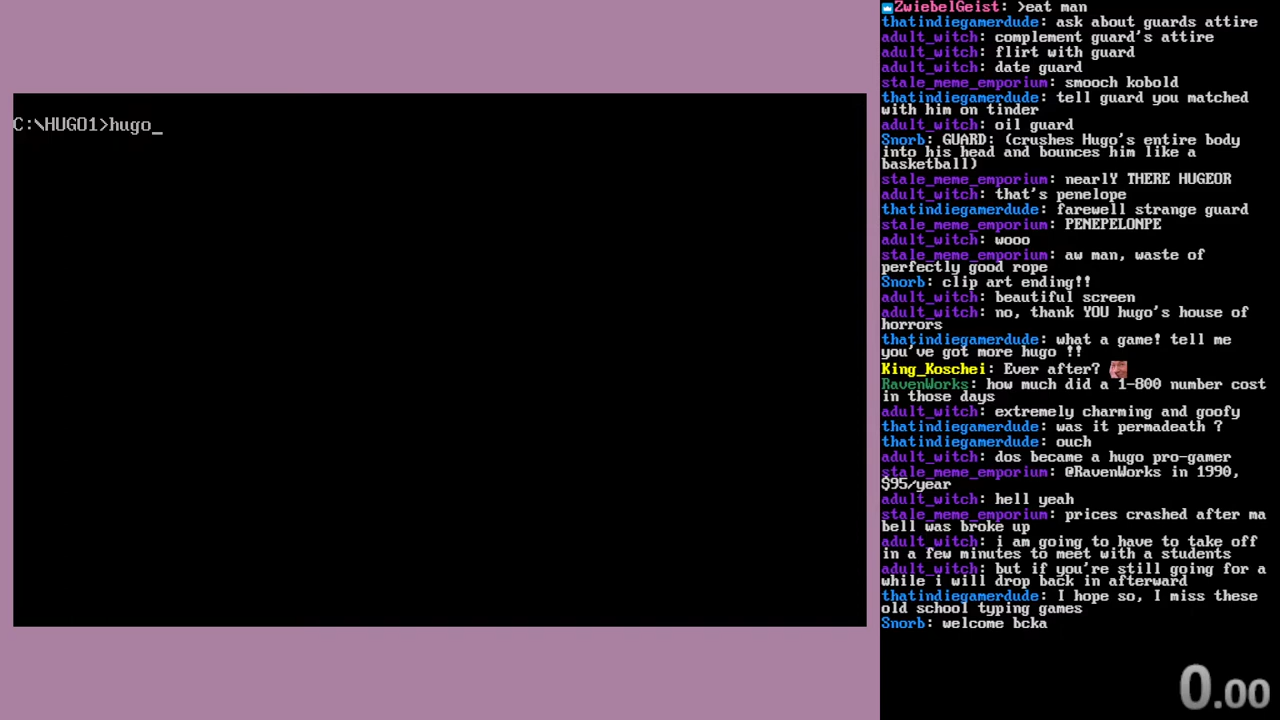 C:\HUGO1>hugo_
ZwiebelGeist: >eat man
thatindiegamerdude: ask about guards attire
adult_witch: complement guard's attire
adult_witch: flirt with guard
adult_witch: date guard
stale_meme_emporium: smooch kobold
thatindiegamerdude: tell guard you matched
with him on tinder
adult_witch: oil guard
Snorb: GUARD: (crushes Hugo's entire body
into his head and bounces him like a
basketball)
stale_meme_emporium: nearlY THERE HUGEOR
adult_witch: that's penelope
thatindiegamerdude: farewell strange guard
stale_meme_emporium: PENEPELONPE
adult_witch: wooo
stale_meme_emporium: aw man, waste of
perfectly good rope
Snorb: clip art ending!!
adult_witch: beautiful screen
adult_witch: no, thank YOU hugo's house of
horrors
thatindiegamerdude: what a game! tell me
you've got more hugo !!
King_Koschei: Ever after?
RavenWorks: how much did a 1-800 number cost
in those days
adult_witch: extremely charming and goofy
thatindiegamerdude: was it permadeath ?
thatindiegamerdude: ouch
adult_witch: dos became a hugo pro-gamer
stale_meme_emporium: @RavenWorks in 1990,
$95/year
adult_witch: hell yeah
stale_meme_emporium: prices crashed after ma
bell was broke up
adult_witch: i am going to have to take off
in a few minutes to meet with a students
adult_witch: but if you're still going for a
while i will drop back in afterward
thatindiegamerdude: I hope so, I miss these
old school typing games
Snorb: welcome bcka
0.00